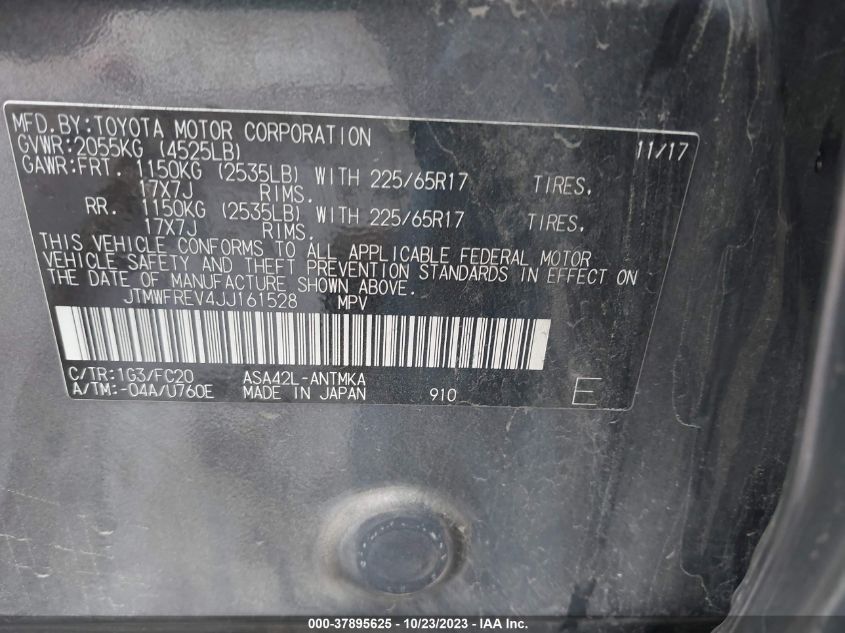 MFD.BY:TOYOTA MOTOR CORPORATION 11/17
GVWR:2055KG (4525LB)
GAWR:FRT. 1150KG (2535LB) WITH 225/65R17 TIRES,
17X7J RIMS.
RR. 1150KG (2535LB) WITH 225/65R17 TIRES,
17X7J RIMS.
THIS VEHICLE CONFORMS TO ALL APPLICABLE FEDERAL MOTOR
VEHICLE SAFETY AND THEFT PREVENTION STANDARDS IN EFFECT ON
THE DATE OF MANUFACTURE SHOWN ABOVE.
JTMWFREV4JJ161528 MPV
C/TR:1G3/FC20 ASA42L-ANTMKA
A/TM:-04A/U760E MADE IN JAPAN 910 E
000-37895625 - 10/23/2023 - Copyright © IAA, Inc.